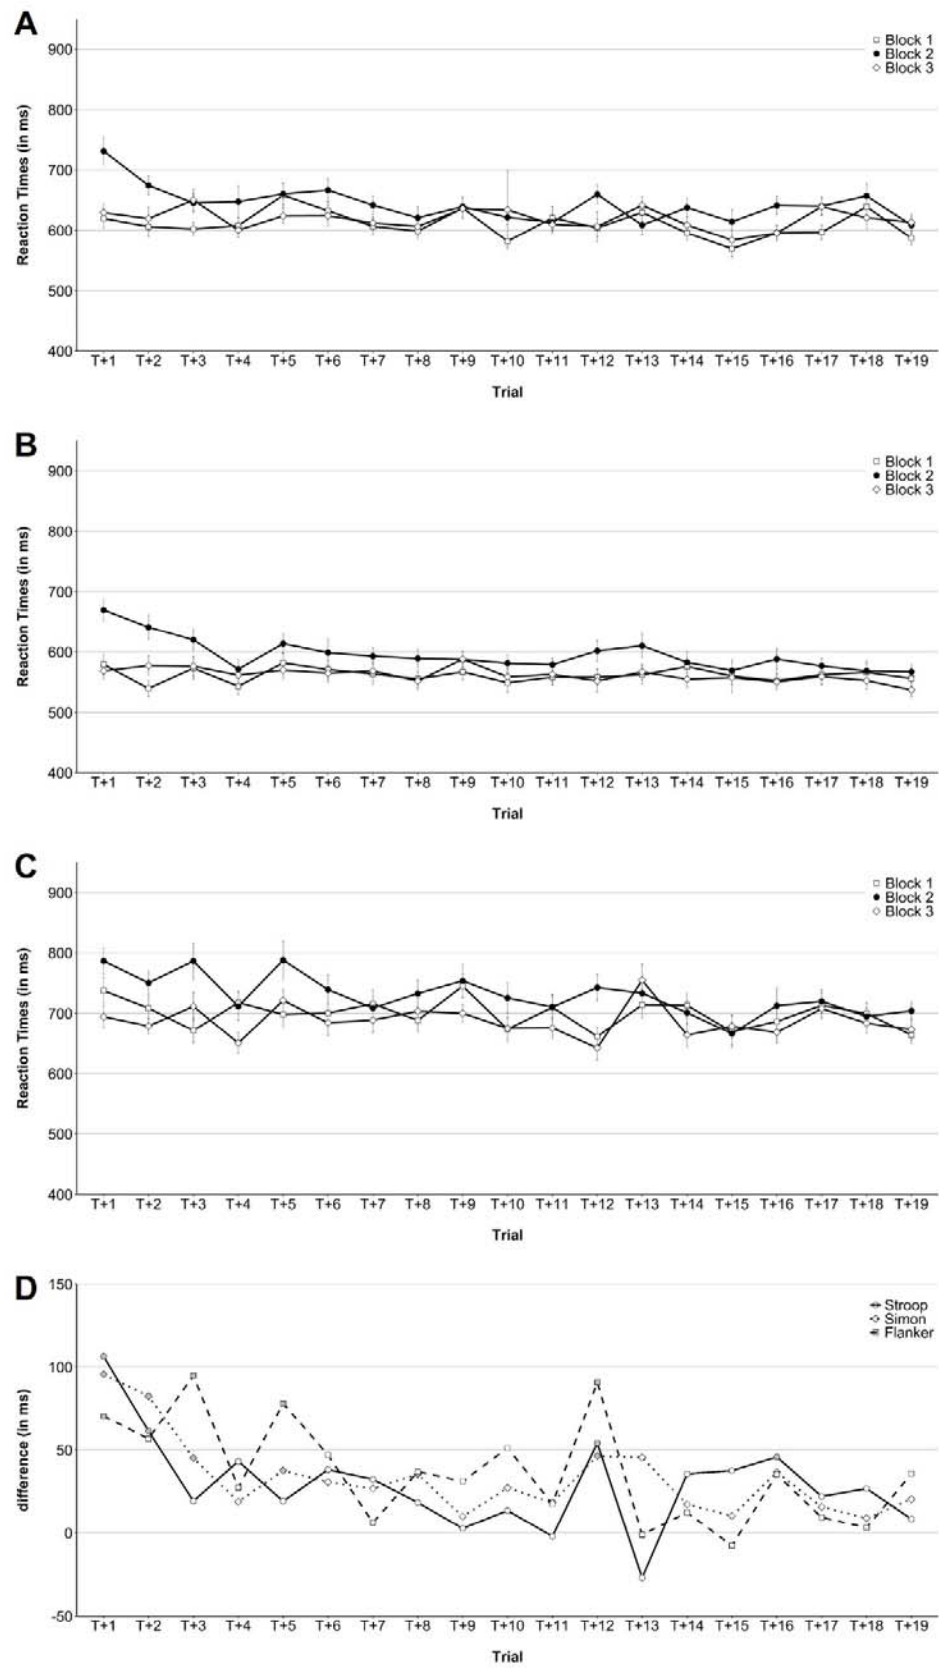 A
Block 1
Block 2
Block 3
900
800
700
600
500
400
Reaction Times (in ms)
T+1 T+2 T+3 T+4 T+5 T+6 T+7 T+8 T+9 T+10 T+11 T+12 T+13 T+14 T+15 T+16 T+17 T+18 T+19
Trial
B
Block 1
Block 2
Block 3
900
800
700
600
500
400
Reaction Times (in ms)
T+1 T+2 T+3 T+4 T+5 T+6 T+7 T+8 T+9 T+10 T+11 T+12 T+13 T+14 T+15 T+16 T+17 T+18 T+19
Trial
C
Block 1
Block 2
Block 3
900
800
700
600
500
400
Reaction Times (in ms)
T+1 T+2 T+3 T+4 T+5 T+6 T+7 T+8 T+9 T+10 T+11 T+12 T+13 T+14 T+15 T+16 T+17 T+18 T+19
Trial
D
Stroop
Simon
Flanker
150
100
50
0
-50
difference (in ms)
T+1 T+2 T+3 T+4 T+5 T+6 T+7 T+8 T+9 T+10 T+11 T+12 T+13 T+14 T+15 T+16 T+17 T+18 T+19
Trial